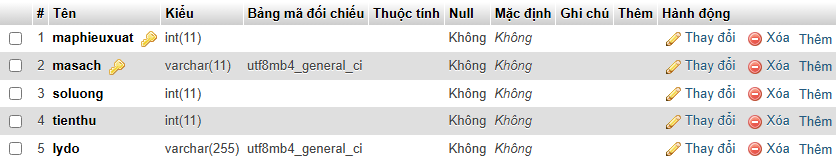 # Tên Kiểu Bảng mã đối chiếu Thuộc tính Null Mặc định Ghi chú Thêm Hành động
1 maphieuxuat int(11) Không Không Thay đổi Xóa Thêm
2 masach varchar(11) utf8mb4_general_ci Không Không Thay đổi Xóa Thêm
3 soluong int(11) Không Không Thay đổi Xóa Thêm
4 tienthu int(11) Không Không Thay đổi Xóa Thêm
5 lydo varchar(255) utf8mb4_general_ci Không Không Thay đổi Xóa Thêm